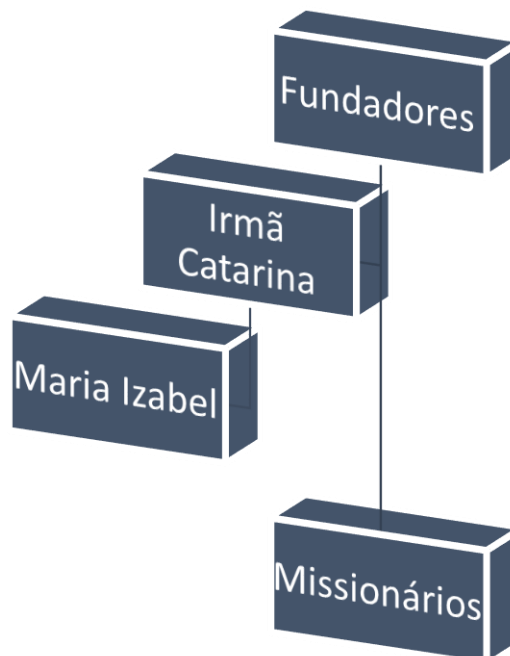 Fundadores
Irmã
Catarina
Maria Izabel
Missionários